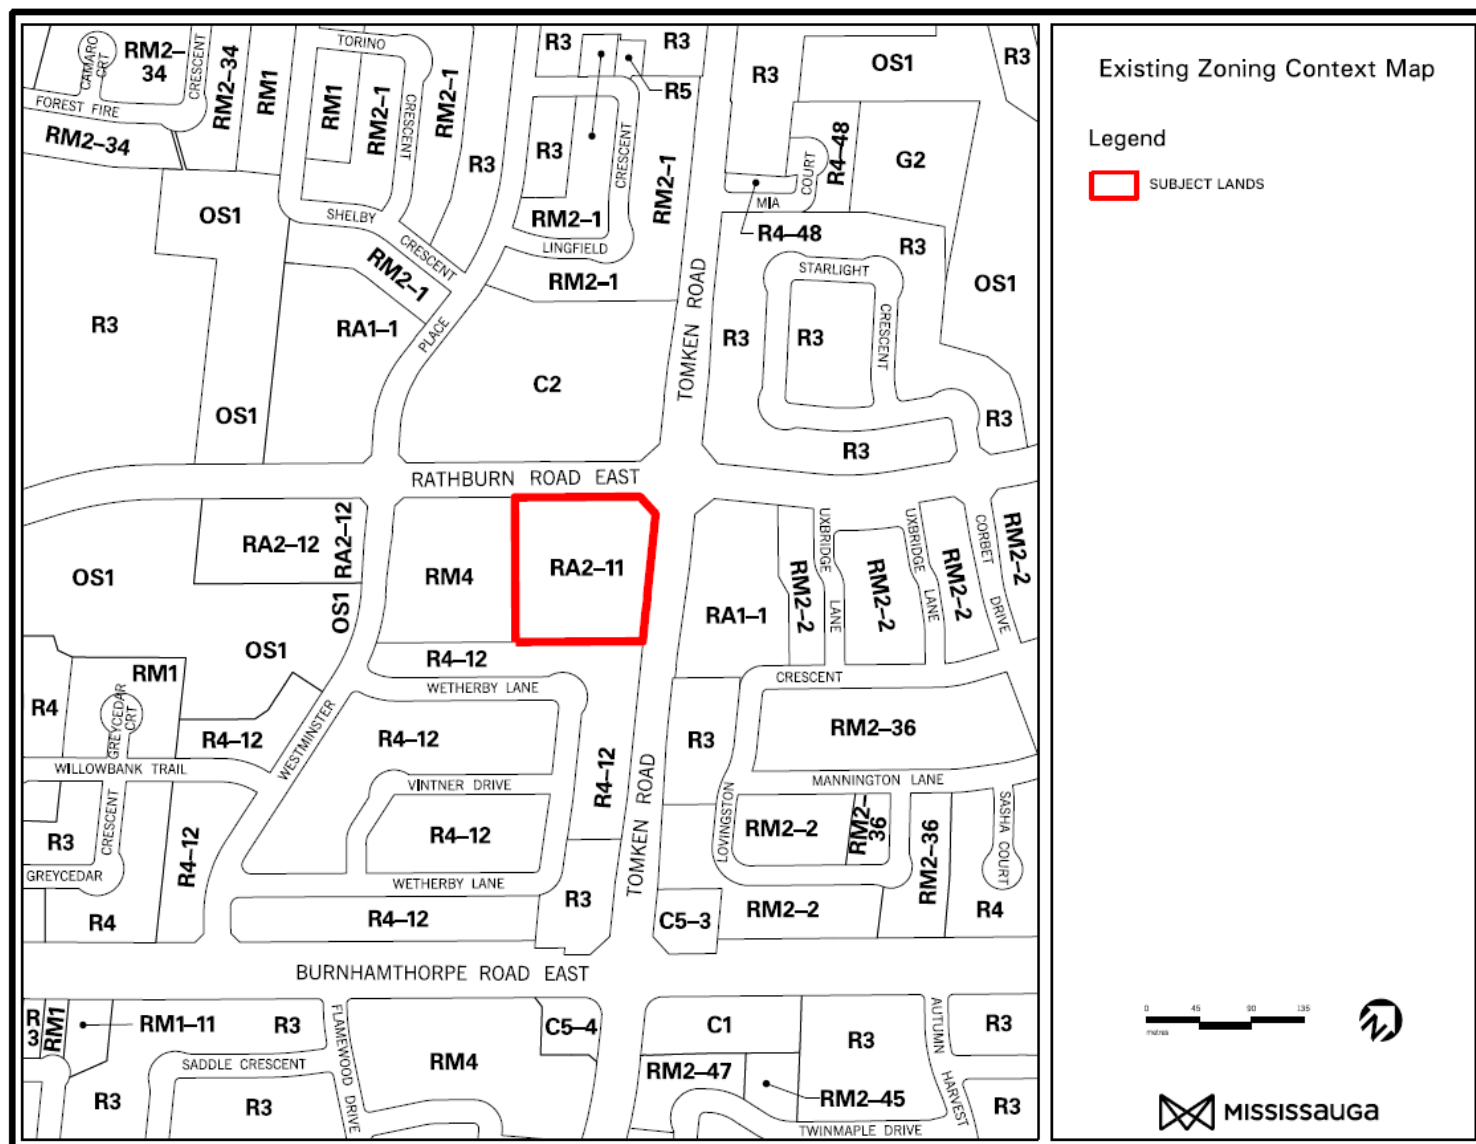 Existing Zoning Context Map
Legend
SUBJECT LANDS
CAMARO
CRT
RM2-
34
CRESCENT
RM2-34
RM1
TORINO
RM1
RM2-1
CRESCENT
RM2-1
R3
R3
R5
R3
OS1
R3
FOREST FIRE
RM2-34
R3
R3
CRESCENT
RM2-1
COURT
R4-48
G2
OS1
SHELBY
CRESCENT
RM2-1
LINGFIELD
MIA
R4-48
R3
RM2-1
RM2-1
STARLIGHT
OS1
R3
RA1-1
PLACE
TOMKEN ROAD
R3
R3
CRESCENT
C2
OS1
R3
R3
RATHBURN ROAD EAST
RA2-12
RA2-12
RM4
RA2-11
UXBRIDGE
LANE
UXBRIDGE
LANE
CORBET
DRIVE
RM2-2
OS1
OS1
RM2-2
RM2-2
RM2-2
RA1-1
OS1
R4-12
RM1
WETHERBY LANE
CRESCENT
R4
GREYCEDAR
CRT
R4-12
WESTMINSTER
R4-12
R3
RM2-36
WILLOWBANK TRAIL
VINTNER DRIVE
R4-12
TOMKEN ROAD
MANNINGTON LANE
CRESCENT
R3
R4-12
R4-12
LOVINGSTON
RM2-2
RM2-
36
RM2-36
SASHA COURT
GREYCEDAR
WETHERBY LANE
R3
R4
R4-12
C5-3
RM2-2
R4
BURNHAMTHORPE ROAD EAST
R
3
RM1
RM1-11
R3
FLAMEWOOD DRIVE
C5-4
C1
R3
AUTUMN
HARVEST
R3
SADDLE CRESCENT
RM4
RM2-47
R3
R3
RM2-45
R3
TWINMAPLE DRIVE
0 45 90 135
metres
N
MISSISSAUGA